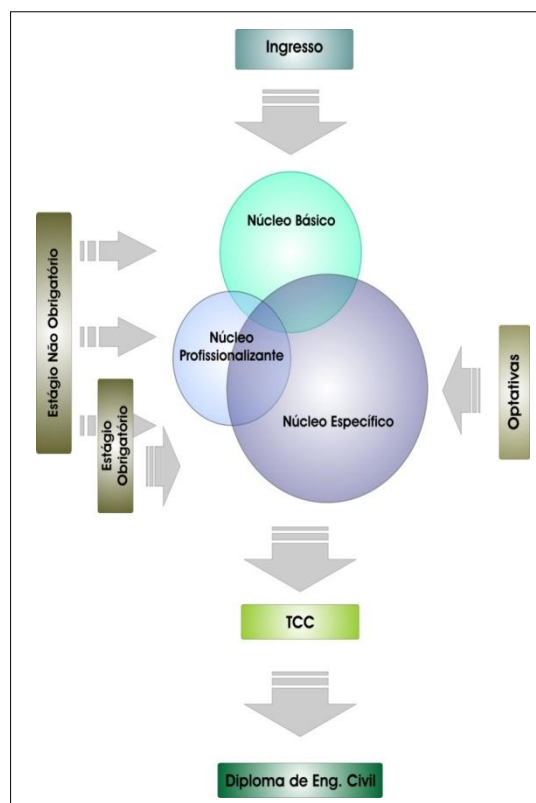 Ingresso
Núcleo Básico
Estágio Não Obrigatório
Núcleo
Profissionalizante
Optativas
Estágio
Obrigatório
Núcleo Específico
TCC
Diploma de Eng. Civil